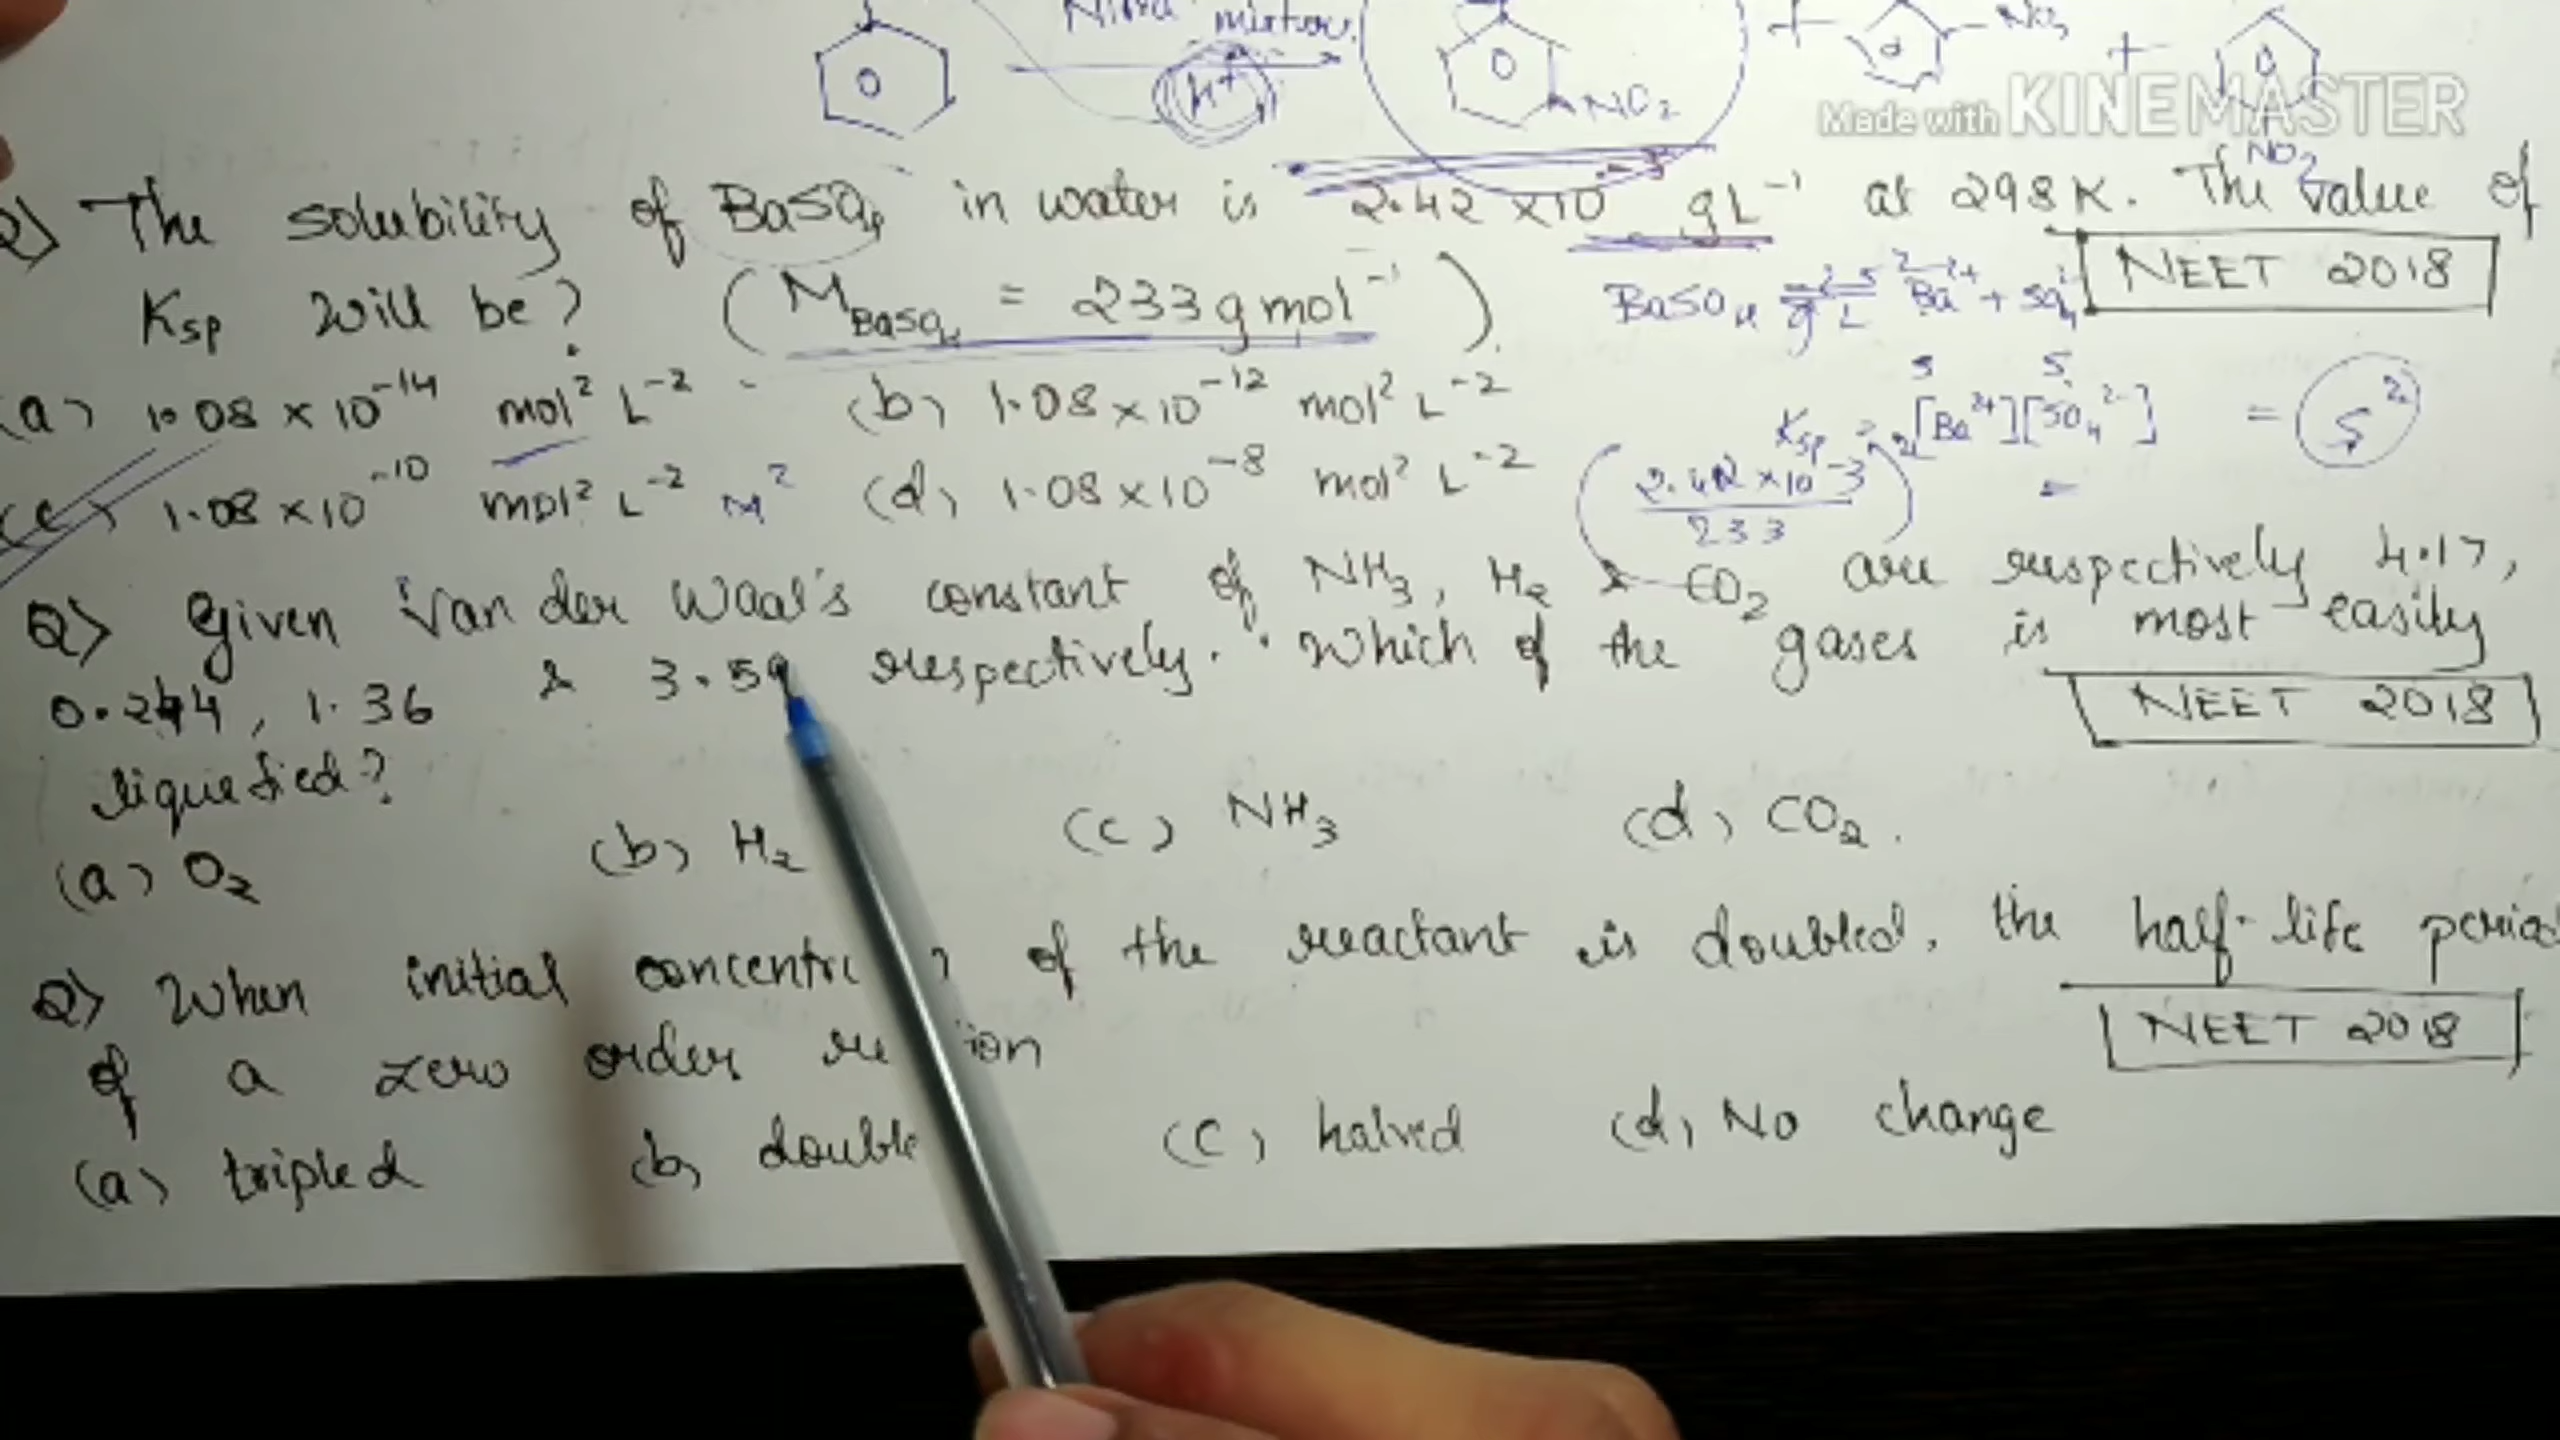 mixture
H+
NO2
NO2
Made with KINEMASTER
Q) The solubility of BaSO4 in water is 2.42 ×10-3 gL-1 at 298K. The value of
Ksp will be? (MBaSO4 = 233 g mol-1)
NEET 2018
BaSO4 ⇌ Ba2+ + SO42-
(a) 1.08 × 10-14 mol2 L-2 (b) 1.08 × 10-12 mol2 L-2
Ksp = [Ba2+][SO42-] = S2
(c) 1.08 × 10-10 mol2 L-2 M2 (d) 1.08 × 10-8 mol2 L-2
(2.42 × 10-3 / 233)2 =
Q) Given Van der Waal's constant of NH3, H2 & CO2 are respectively 4.17,
0.244, 1.36 & 3.59 respectively. Which of the gases is most easily
liquefied?
NEET 2018
(a) O2 (b) H2 (c) NH3 (d) CO2.
Q) When initial of the reactant is doubled, the half-life period
of a zero order
NEET 2018
(a) tripled (b) double (c) halved (d) No change